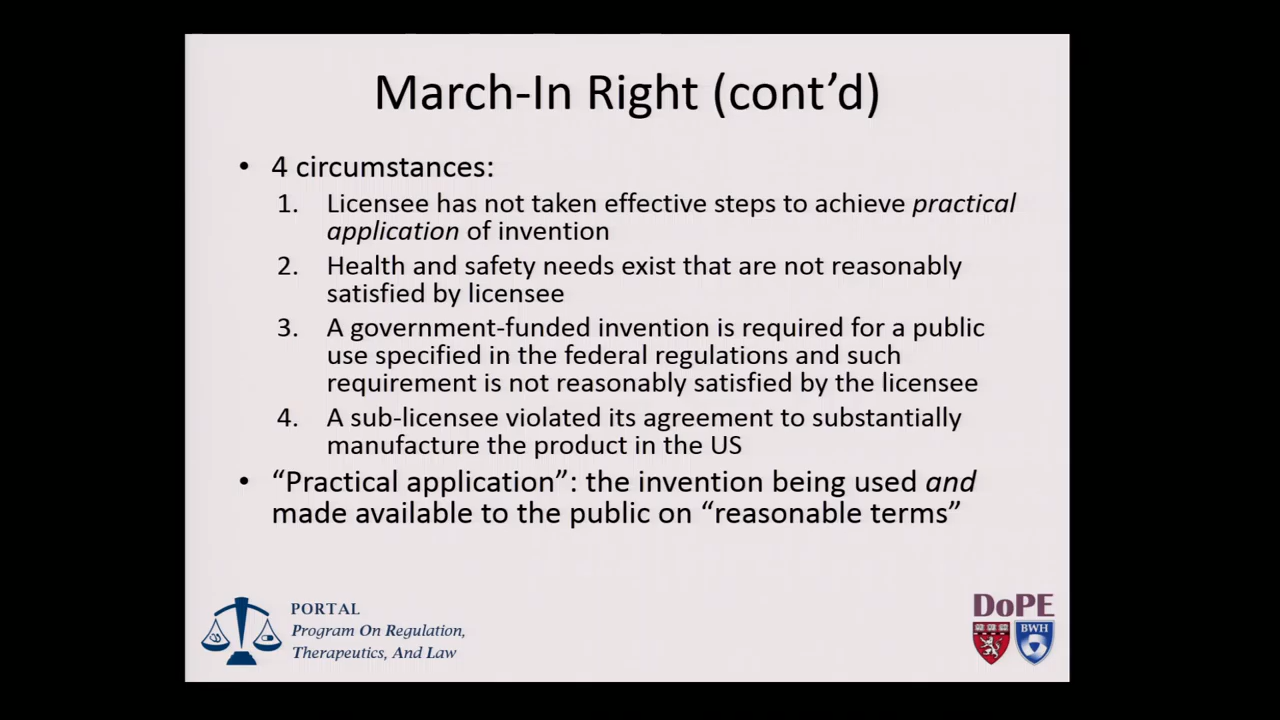 March-In Right (cont’d)
• 4 circumstances:
1. Licensee has not taken effective steps to achieve practical
application of invention
2. Health and safety needs exist that are not reasonably
satisfied by licensee
3. A government-funded invention is required for a public
use specified in the federal regulations and such
requirement is not reasonably satisfied by the licensee
4. A sub-licensee violated its agreement to substantially
manufacture the product in the US
• “Practical application”: the invention being used and
made available to the public on “reasonable terms”
PORTAL
Program On Regulation,
Therapeutics, And Law
DoPE
BWH